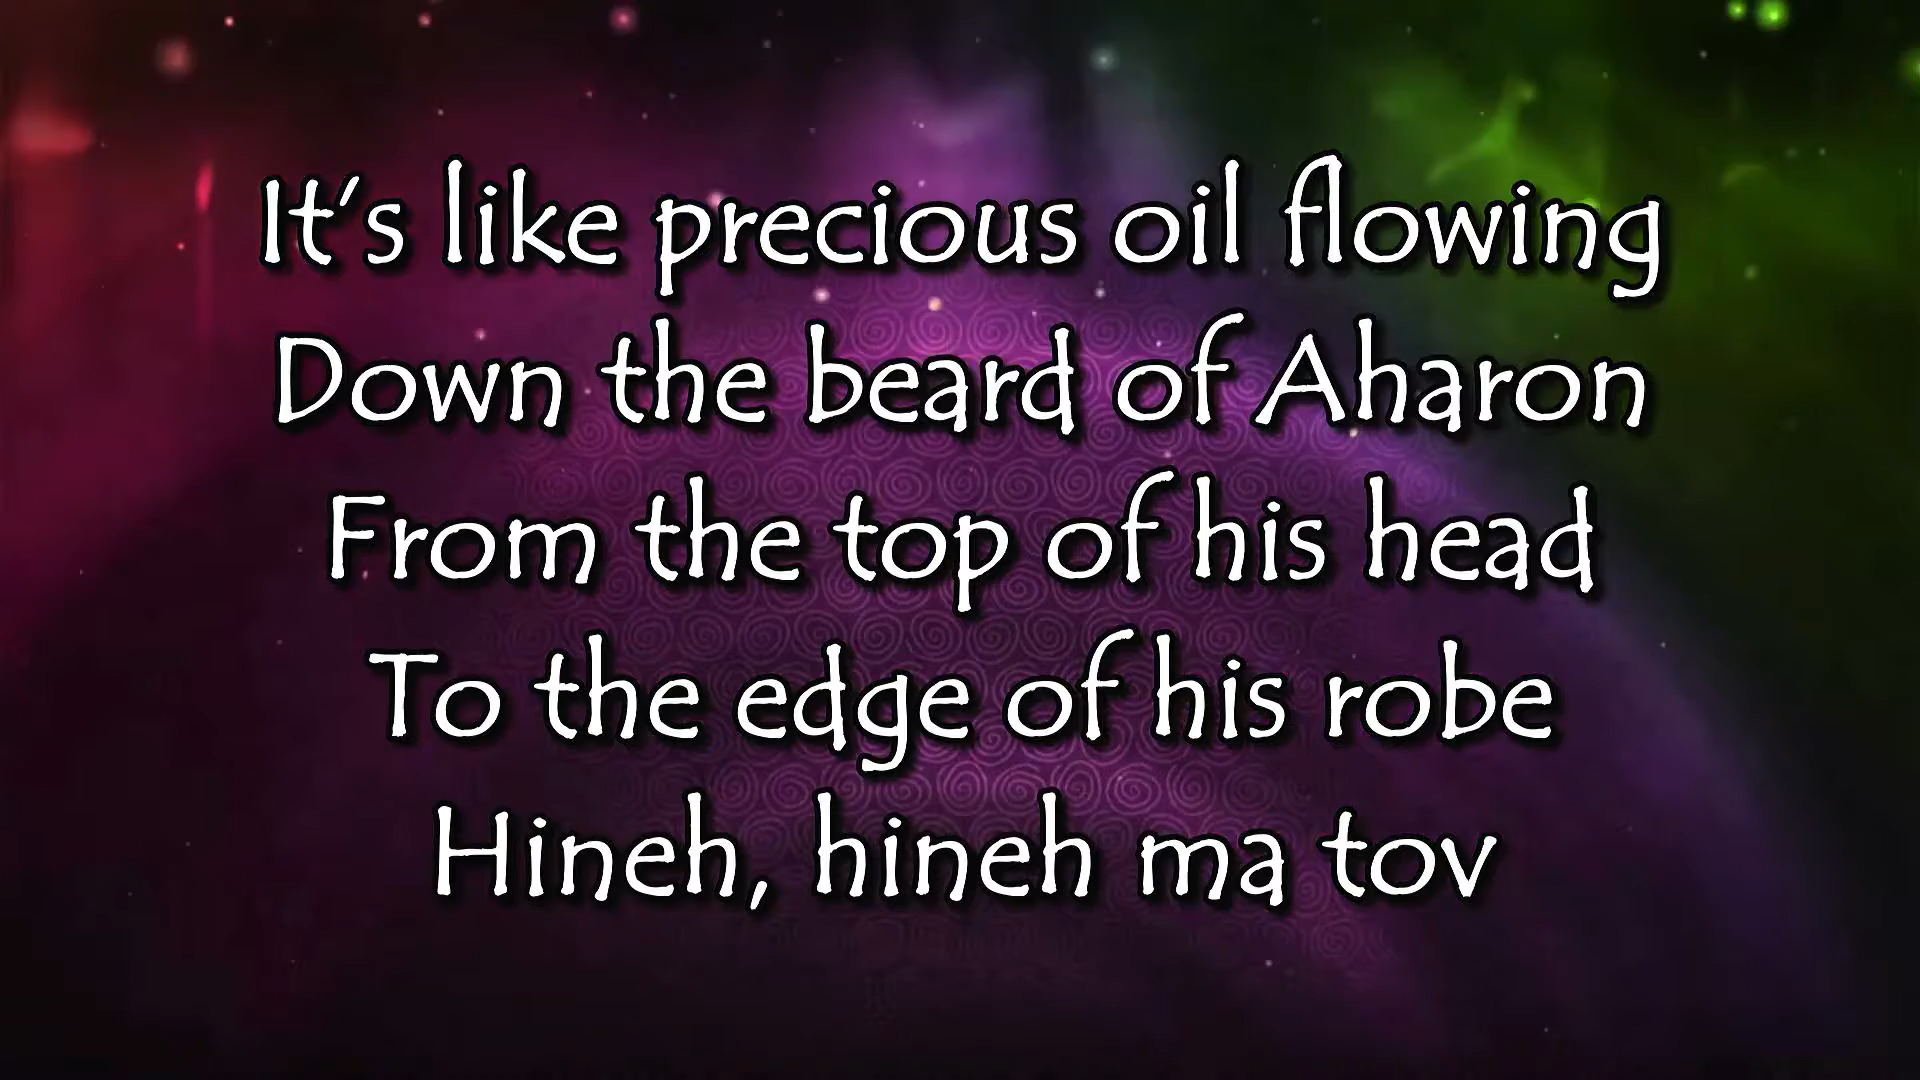 It's like precious oil flowing
Down the beard of Aharon
From the top of his head
To the edge of his robe
Hineh, hineh ma tov